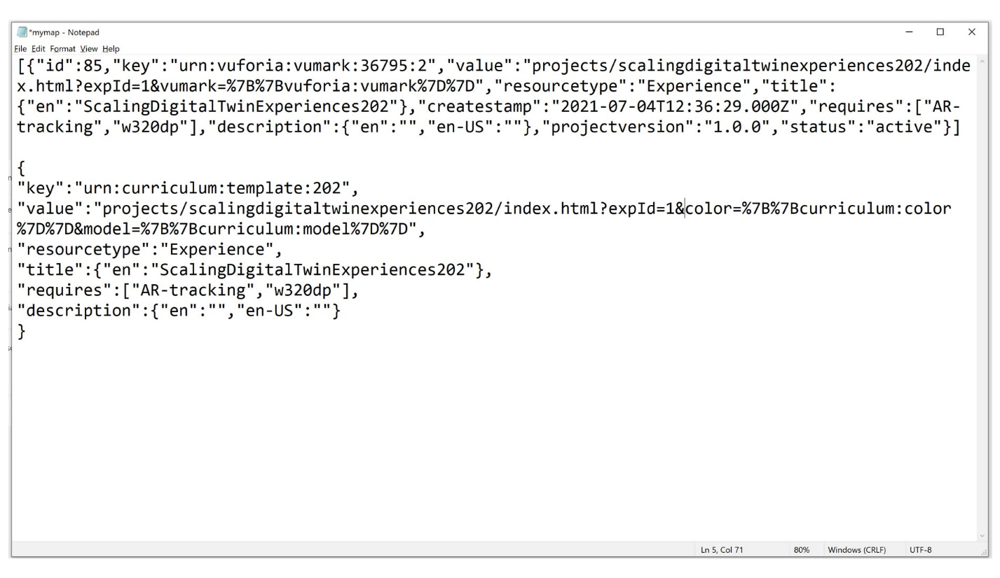 *mymap - Notepad
File Edit Format View Help
[{"id":85,"key":"urn:vuforia:vumark:36795:2","value":"projects/scalingdigitaltwinexperiences202/inde
x.html?expId=1&vumark=%7B%7Bvuforia:vumark%7D%7D","resourcetype":"Experience","title":
{"en":"ScalingDigitalTwinExperiences202"},"createstamp":"2021-07-04T12:36:29.000Z","requires":["AR-
tracking","w320dp"],"description":{"en":"","en-US":""},"projectversion":"1.0.0","status":"active"}]
{
"key":"urn:curriculum:template:202",
"value":"projects/scalingdigitaltwinexperiences202/index.html?expId=1&color=%7B%7Bcurriculum:color
%7D%7D&model=%7B%7Bcurriculum:model%7D%7D",
"resourcetype":"Experience",
"title":{"en":"ScalingDigitalTwinExperiences202"},
"requires":["AR-tracking","w320dp"],
"description":{"en":"","en-US":""}
}
Ln 5, Col 71 80% Windows (CRLF) UTF-8